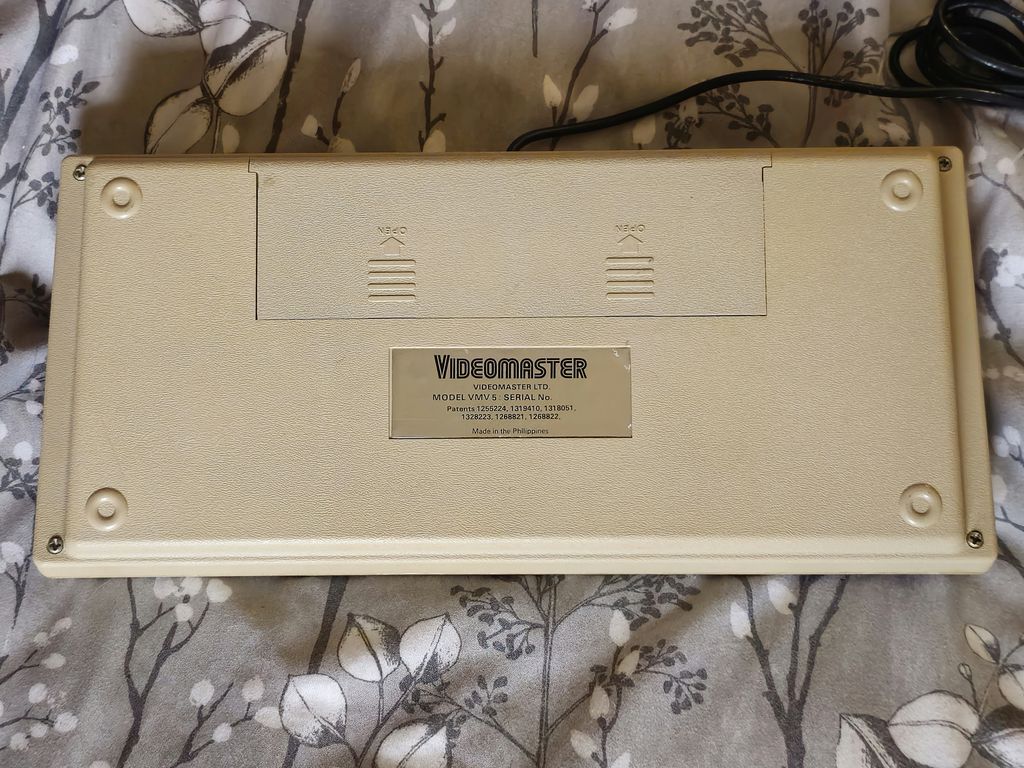 OPEN
OPEN
VIDEOMASTER
VIDEOMASTER LTD.
MODEL VMV 5: SERIAL No.
Patents 1255224, 1319410, 1318051,
1328223, 1268821, 1268822,
Made in the Philippines